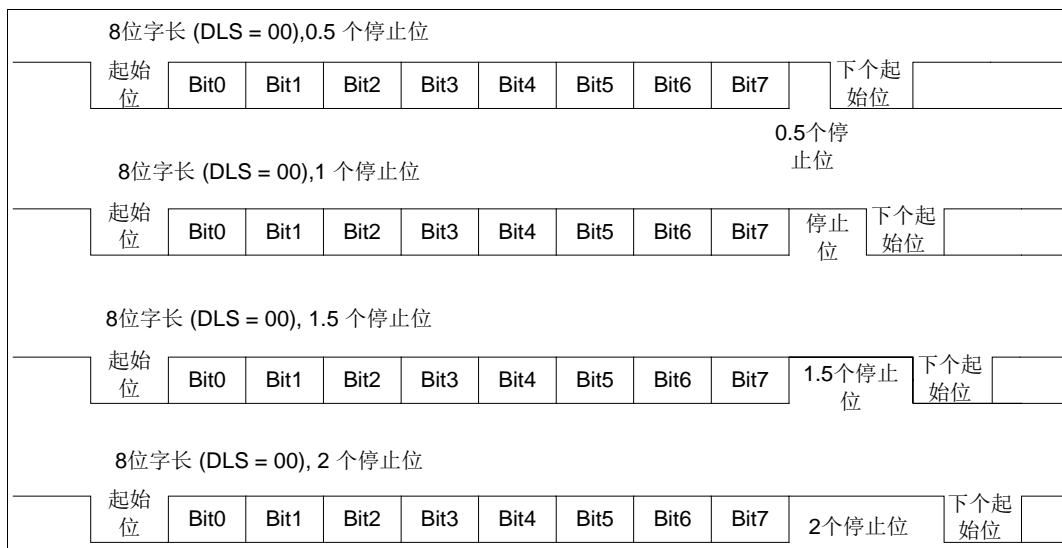 8位字长 (DLS = 00),0.5 个停止位
起始位 Bit0 Bit1 Bit2 Bit3 Bit4 Bit5 Bit6 Bit7 下个起始位
0.5个停止位
8位字长 (DLS = 00),1 个停止位
起始位 Bit0 Bit1 Bit2 Bit3 Bit4 Bit5 Bit6 Bit7 停止位 下个起始位
8位字长 (DLS = 00), 1.5 个停止位
起始位 Bit0 Bit1 Bit2 Bit3 Bit4 Bit5 Bit6 Bit7 1.5个停止位 下个起始位
8位字长 (DLS = 00), 2 个停止位
起始位 Bit0 Bit1 Bit2 Bit3 Bit4 Bit5 Bit6 Bit7 2个停止位 下个起始位